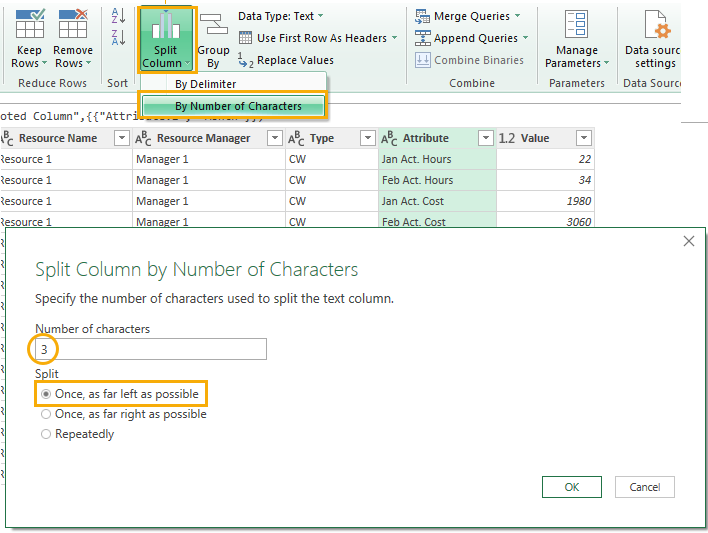 Keep Rows
Remove Rows
Reduce Rows
Sort
Split Column
Group By
Data Type: Text
Use First Row As Headers
Replace Values
Merge Queries
Append Queries
Combine Binaries
Combine
Manage Parameters
Parameters
Data sourc settings
Data Sourc
By Delimiter
By Number of Characters
oted Column",{{"Attribute
Resource Name Resource Manager Type Attribute 1.2 Value
Resource 1 Manager 1 CW Jan Act. Hours 22
Resource 1 Manager 1 CW Feb Act. Hours 34
Resource 1 Manager 1 CW Jan Act. Cost 1980
Resource 1 Manager 1 CW Feb Act. Cost 3060
Split Column by Number of Characters
Specify the number of characters used to split the text column.
Number of characters
3
Split
Once, as far left as possible
Once, as far right as possible
Repeatedly
OK Cancel